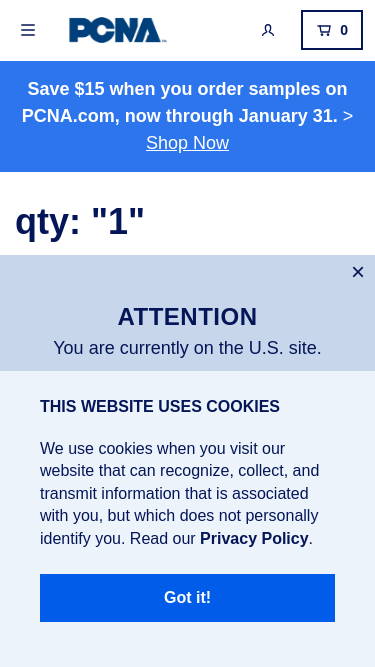 PCNA
0
Save $15 when you order samples on
PCNA.com, now through January 31. >
Shop Now
qty: "1"
ATTENTION
You are currently on the U.S. site.
THIS WEBSITE USES COOKIES
We use cookies when you visit our
website that can recognize, collect, and
transmit information that is associated
with you, but which does not personally
identify you. Read our Privacy Policy.
Got it!